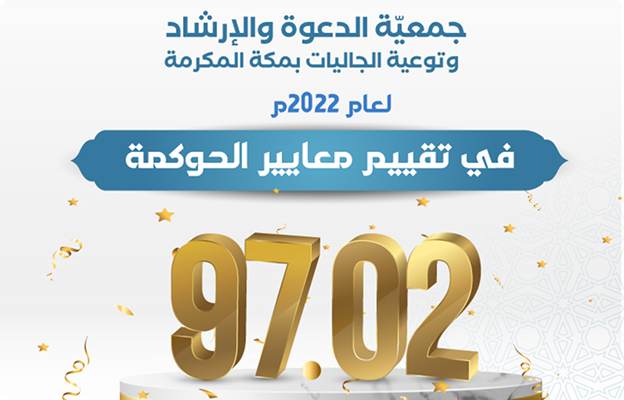 جمعيّة الدعوة والإرشاد
وتوعية الجاليات بمكة المكرمة
لعام 2022م
في تقييم معايير الحوكمة
97.02